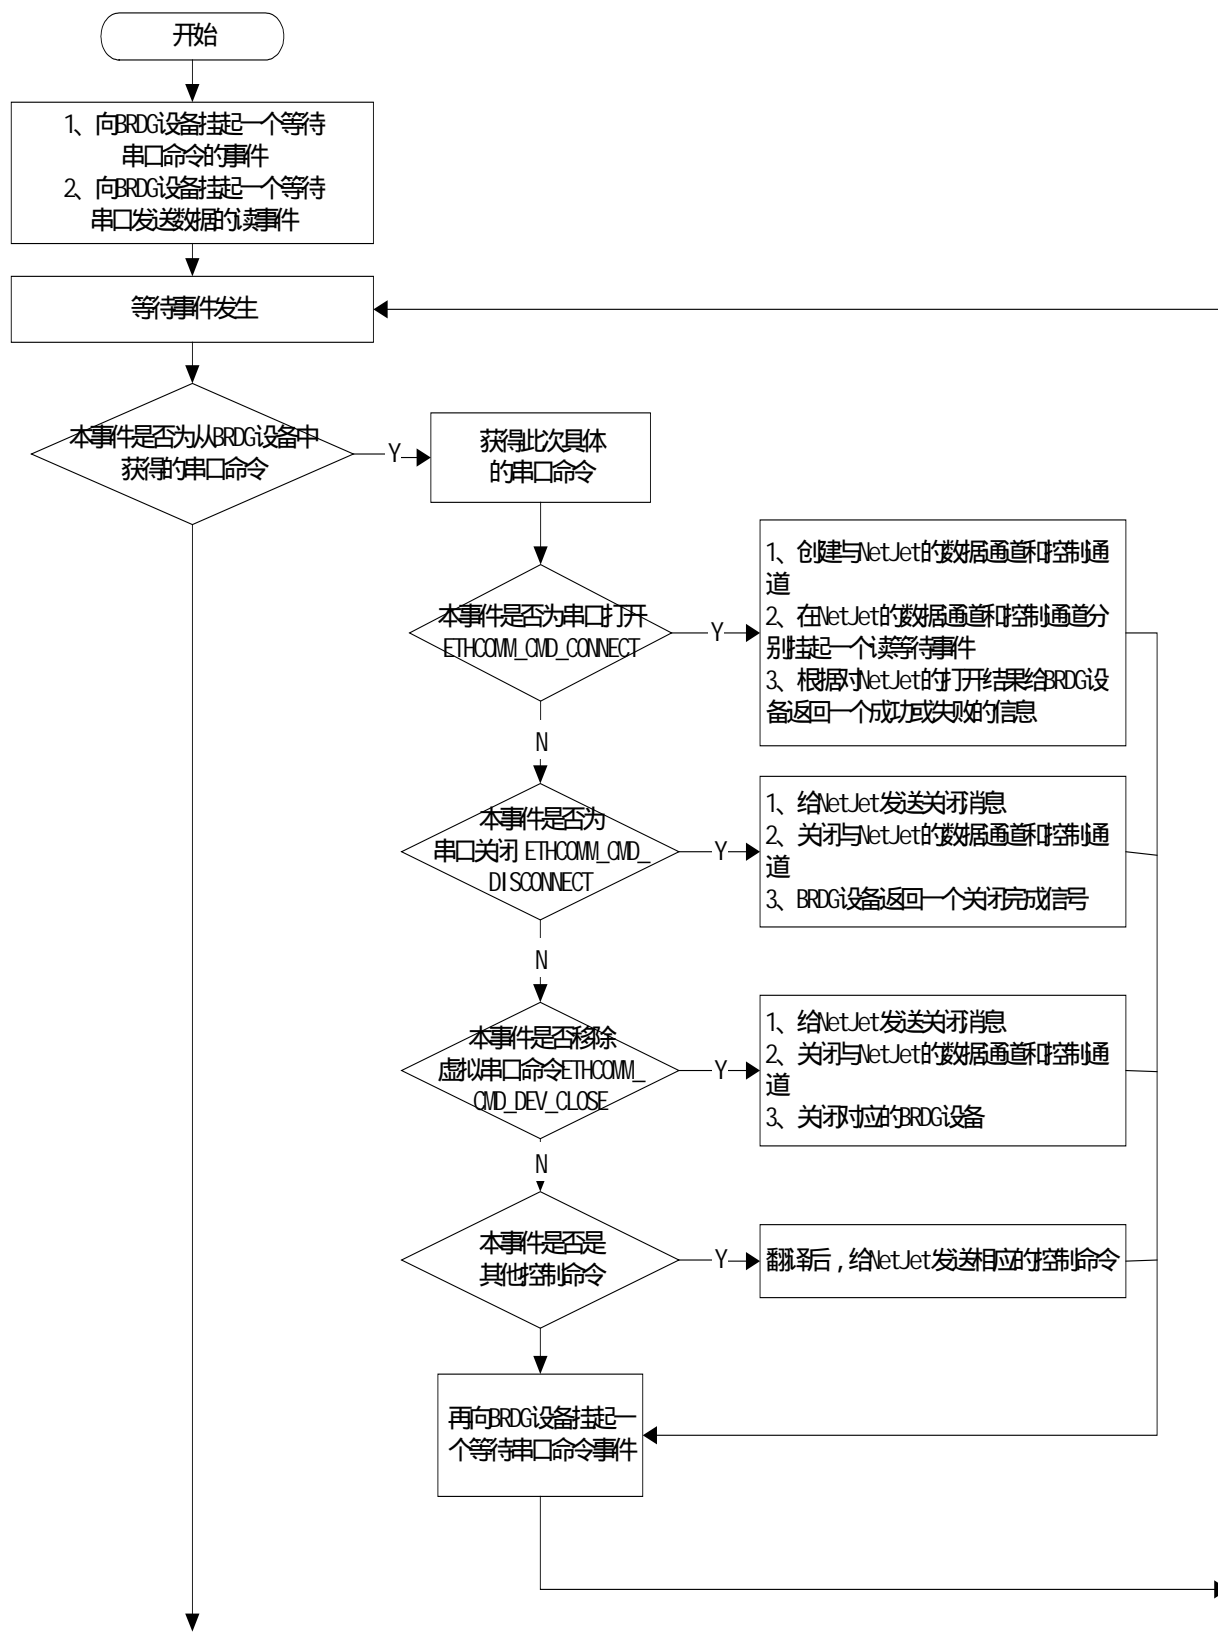 开始
1、向BRDG设备挂起一个等待
串口命令的事件
2、向BRDG设备挂起一个等待
串口发送数据的读事件
等待事件发生
本事件是否为从BRDG设备中
获得的串口命令
Y
获得此次具体
的串口命令
本事件是否为串口打开
ETHCOMM_CMD_CONNECT
Y
1、创建与NetJet的数据通道和控制通
道
2、在NetJet的数据通道和控制通道分
别挂起一个读等待事件
3、根据对NetJet的打开结果给BRDG设
备返回一个成功或失败的信息
N
本事件是否为
串口关闭 ETHCOMM_CMD_
DISCONNECT
Y
1、给NetJet发送关闭消息
2、关闭与NetJet的数据通道和控制通
道
3、BRDG设备返回一个关闭完成信号
N
本事件是否移除
虚拟串口命令ETHCOMM_
CMD_DEV_CLOSE
Y
1、给NetJet发送关闭消息
2、关闭与NetJet的数据通道和控制通
道
3、关闭对应的BRDG设备
N
本事件是否是
其他控制命令
Y
翻译后,给NetJet发送相应的控制命令
再向BRDG设备挂起一
个等待串口命令事件